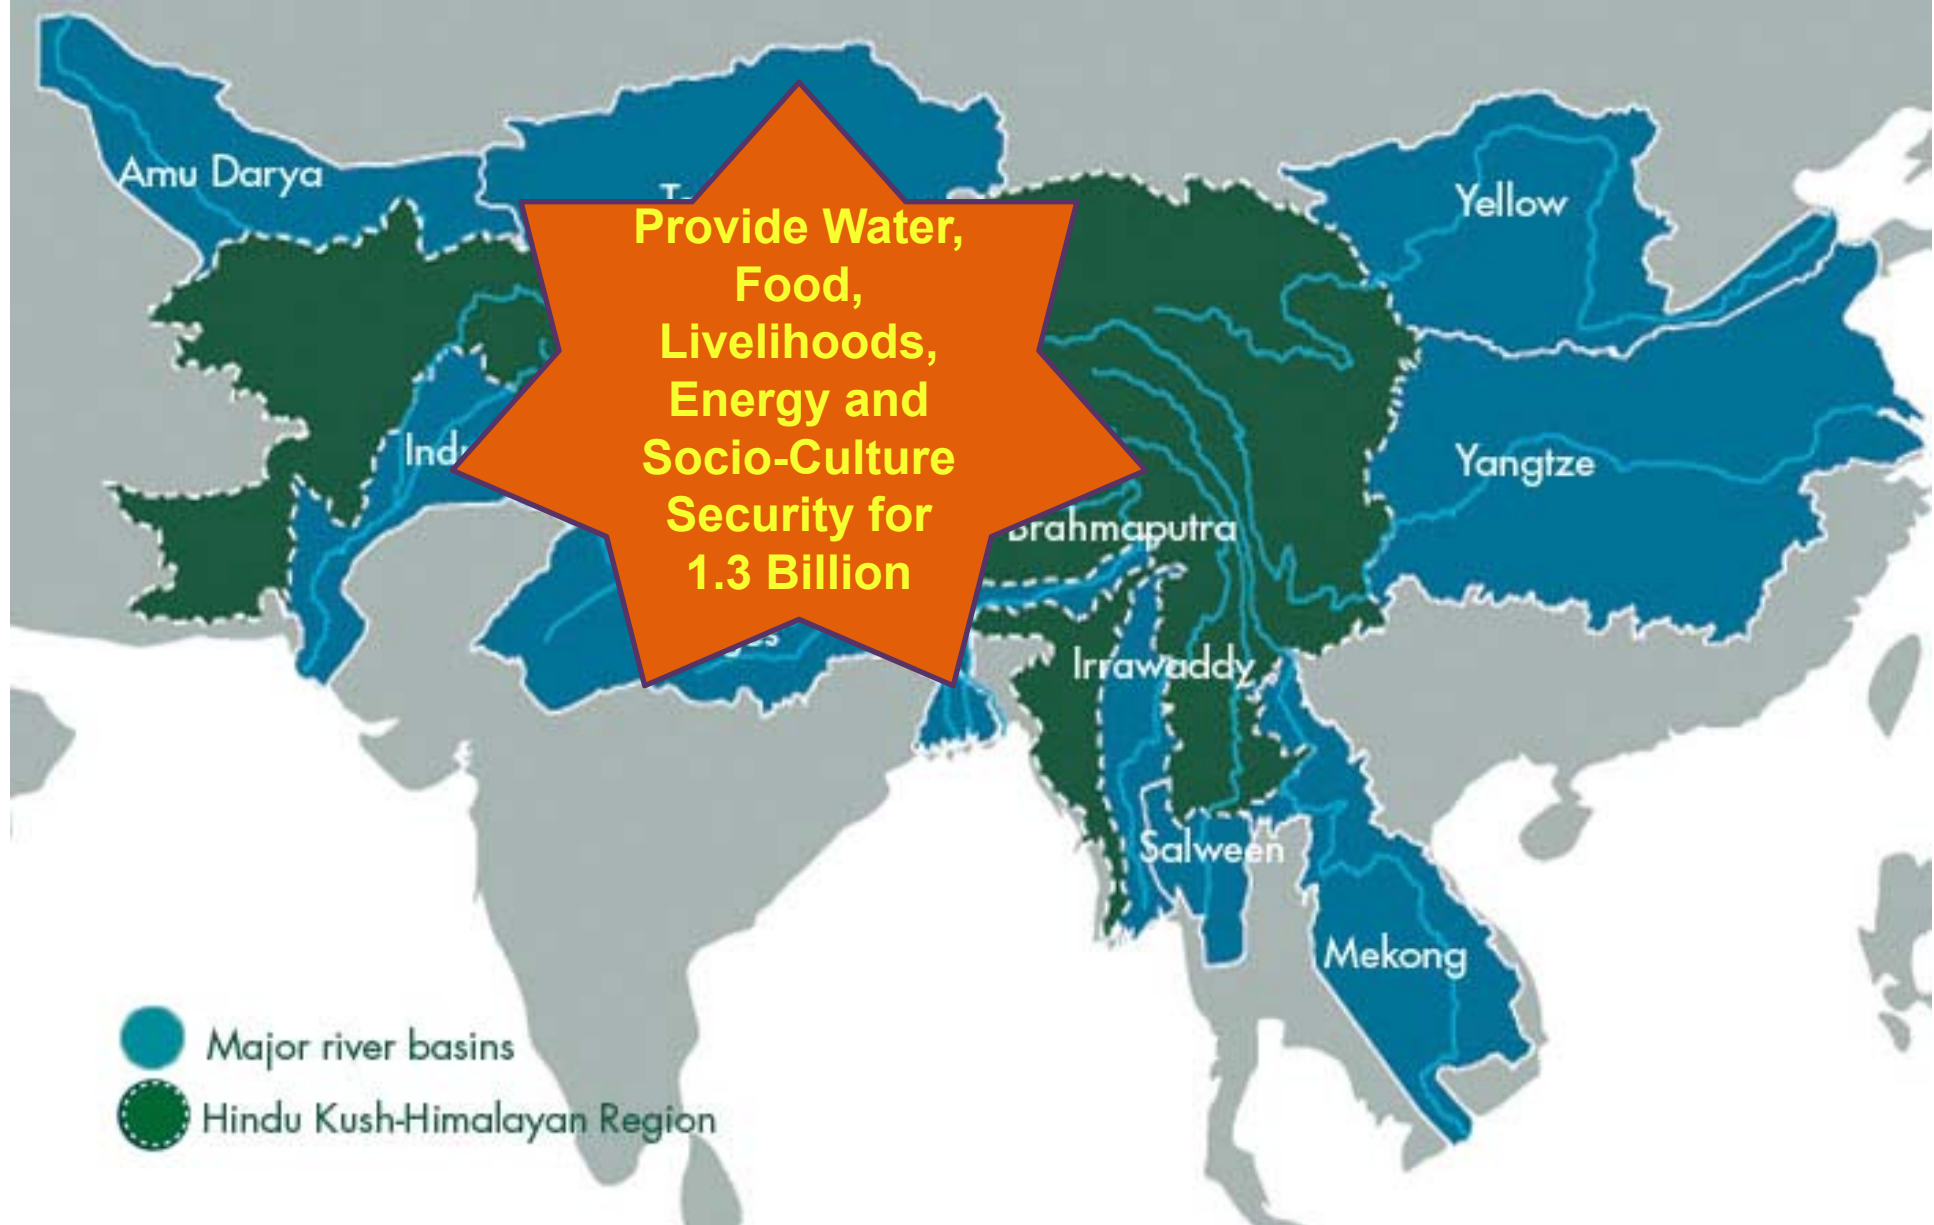 Amu Darya
Yellow
Provide Water,
Food,
Livelihoods,
Energy and
Socio-Culture
Security for
1.3 Billion
Yangtze
Brahmaputra
Irrawaddy
Salween
Mekong
Major river basins
Hindu Kush-Himalayan Region